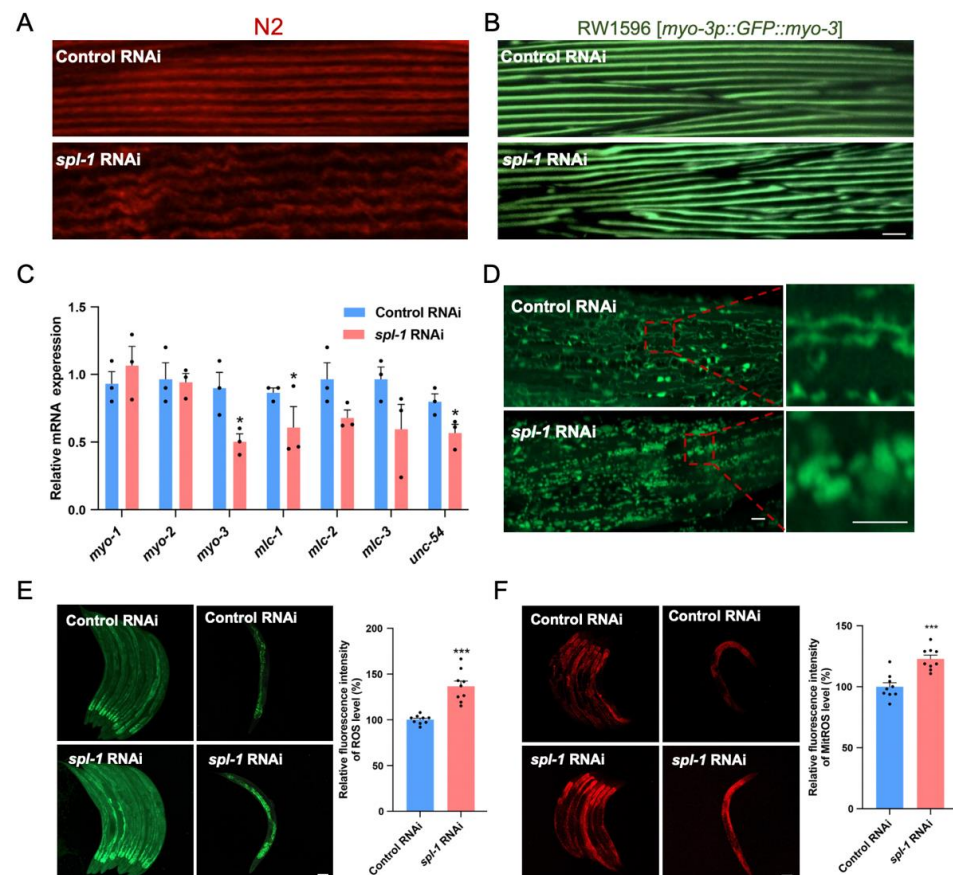 A
N2
Control RNAi
spl-1 RNAi
B
RW1596 [myo-3p::GFP::myo-3]
Control RNAi
spl-1 RNAi
C
Relative mRNA experession
1.5
1.0
0.5
0.0
Control RNAi
spl-1 RNAi
*
*
*
myo-1
myo-2
myo-3
mlc-1
mlc-2
mlc-3
unc-54
D
Control RNAi
spl-1 RNAi
E
Control RNAi
Control RNAi
spl-1 RNAi
spl-1 RNAi
Relative fluorescence intensity
of ROS level (%)
200
150
100
50
0
***
Control RNAi
spl-1 RNAi
F
Control RNAi
Control RNAi
spl-1 RNAi
spl-1 RNAi
Relative fluorescence intensity
of MitROS level (%)
150
100
50
0
***
Control RNAi
spl-1 RNAi